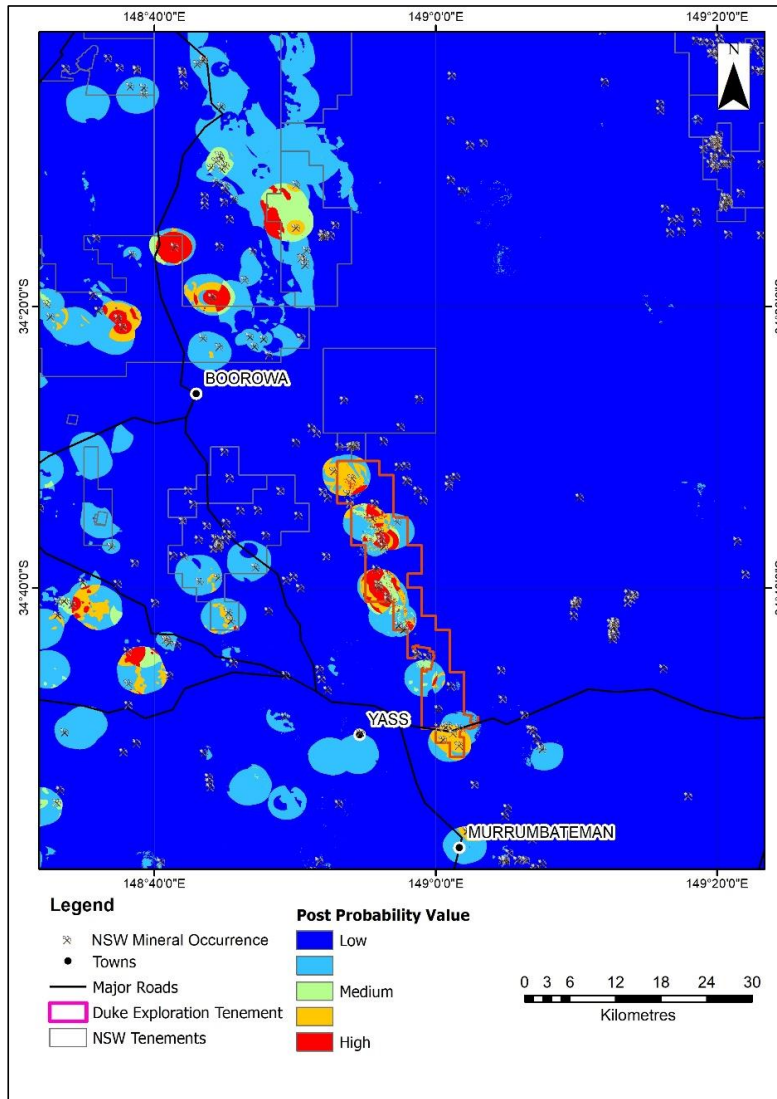 148°40'0"E 149°0'0"E 149°20'0"E
N
34°20'0"S
BOOROWA
34°40'0"S
YASS
MURRUMBATEMAN
148°40'0"E 149°0'0"E 149°20'0"E
Legend
NSW Mineral Occurrence
Towns
Major Roads
Duke Exploration Tenement
NSW Tenements
Post Probability Value
Low
Medium
High
0 3 6 12 18 24 30
Kilometres